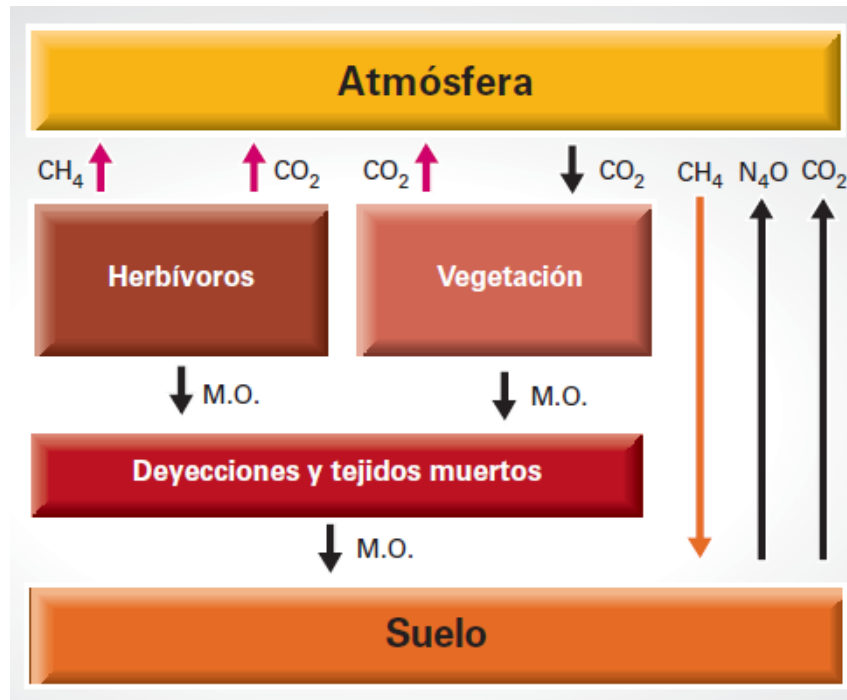 Atmósfera
CH₄ CO₂ CO₂ CO₂ CH₄ N₄O CO₂
Herbívoros Vegetación
M.O. M.O.
Deyecciones y tejidos muertos
M.O.
Suelo